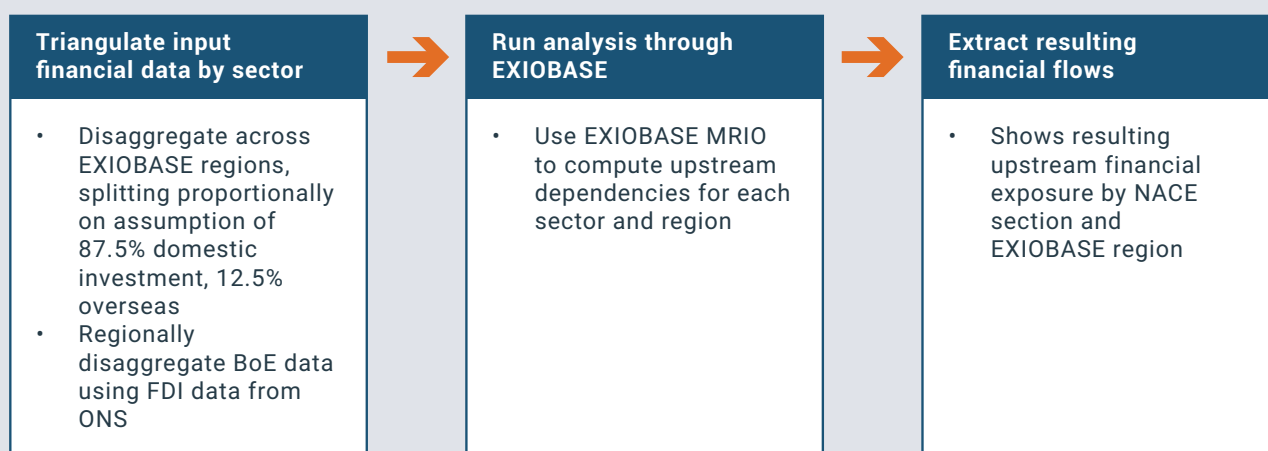 Triangulate input
financial data by sector
• Disaggregate across
EXIOBASE regions,
splitting proportionally
on assumption of
87.5% domestic
investment, 12.5%
overseas
• Regionally
disaggregate BoE data
using FDI data from
ONS
Run analysis through
EXIOBASE
• Use EXIOBASE MRIO
to compute upstream
dependencies for each
sector and region
Extract resulting
financial flows
• Shows resulting
upstream financial
exposure by NACE
section and
EXIOBASE region